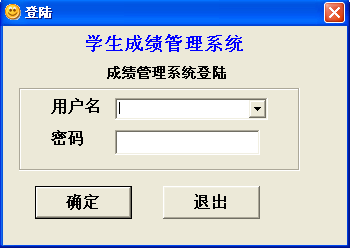 登陆
学生成绩管理系统
成绩管理系统登陆
用户名
密码
确定 退出